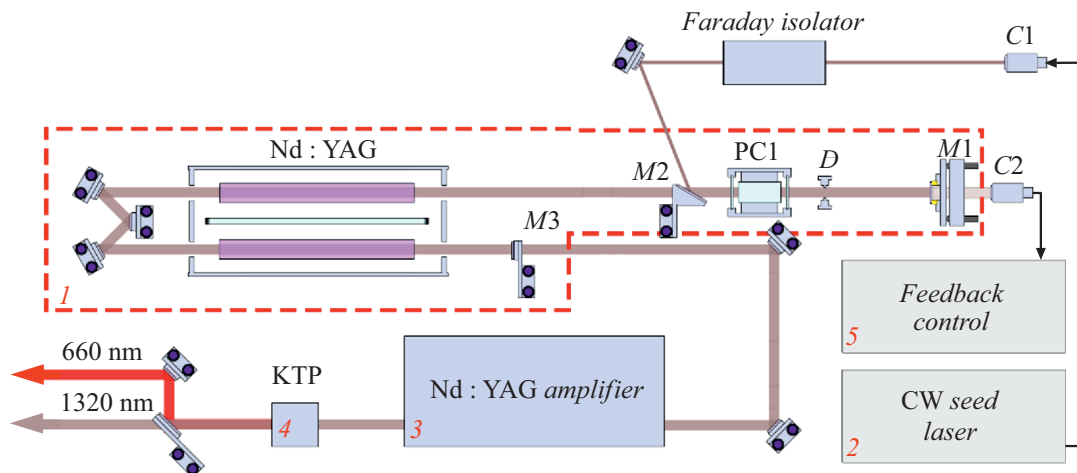 Faraday isolator
C1
Nd : YAG
M2
PC1
D
M1
C2
M3
1
Feedback
control
5
660 nm
KTP
1320 nm
4
Nd : YAG amplifier
3
CW seed
laser
2